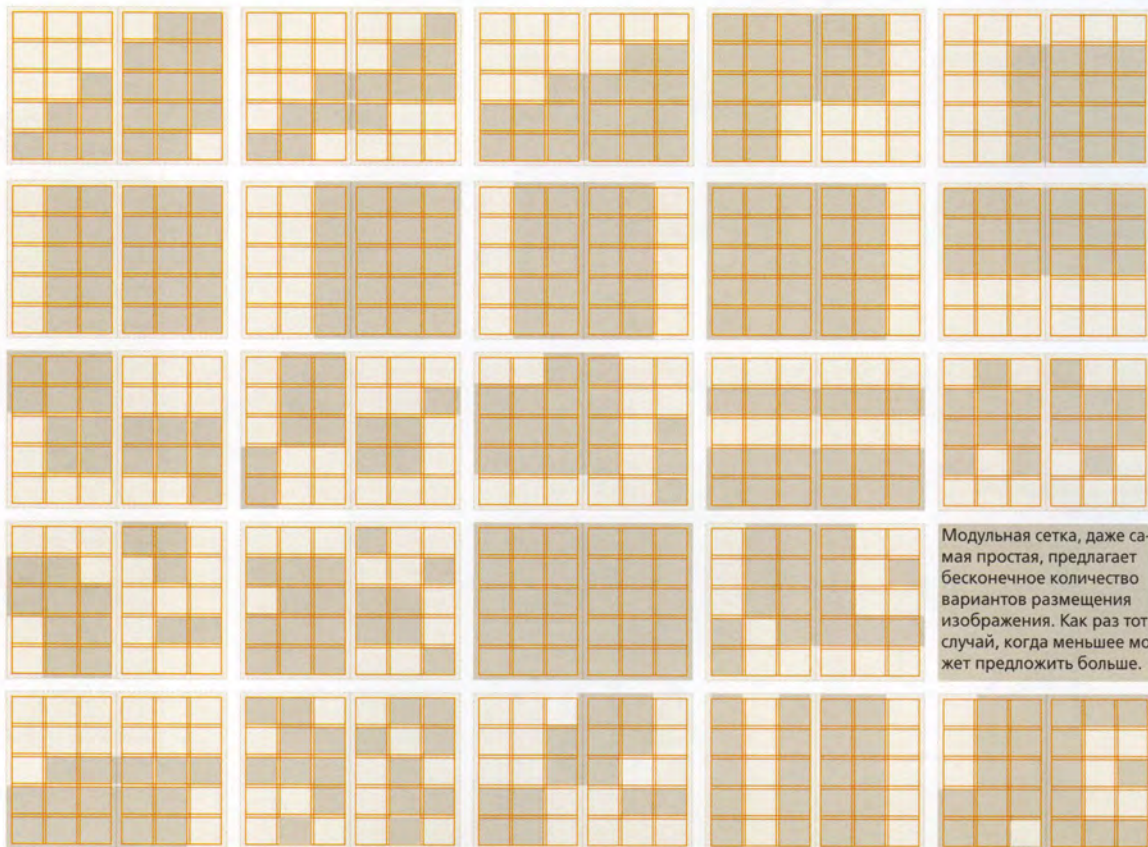 Модульная сетка, даже са-
мая простая, предлагает
бесконечное количество
вариантов размещения
изображения. Как раз тот
случай, когда меньшее мо-
жет предложить больше.